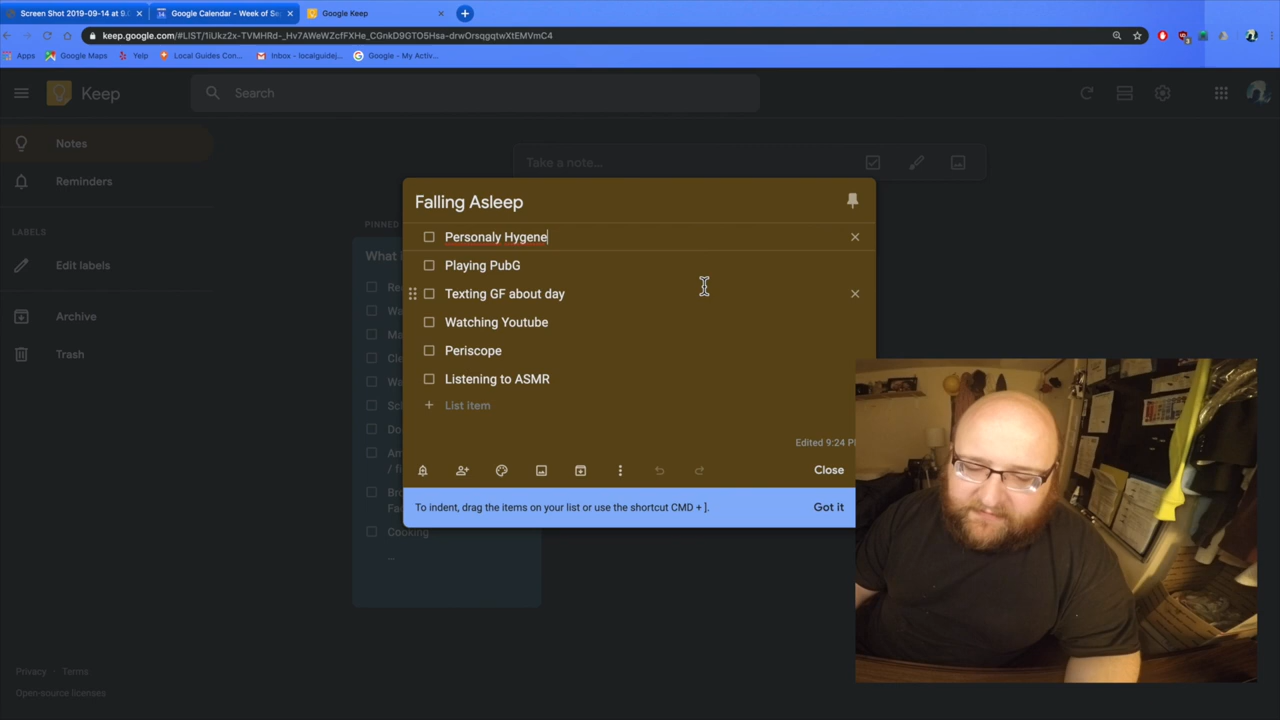 Screen Shot 2019-09-14 at 9.
Google Calendar - Week of Se
Google Keep
keep.google.com/#LIST/1iUkz2x-TVMHRd-_Hv7AWeWZcfFXHe_CGnkD9GTO5Hsa-drwOrsqgqtwXtEMVmC4
Apps
Google Maps
Yelp
Local Guides Con...
Inbox - localguidej...
Google - My Activ...
Keep
Search
Notes
Reminders
LABELS
Edit labels
Archive
Trash
Take a note...
PINNED
What
Falling Asleep
Personaly Hygene
Playing PubG
Texting GF about day
Watching Youtube
Periscope
Listening to ASMR
List item
Edited 9:24 P
Close
To indent, drag the items on your list or use the shortcut CMD + ].
Got it
Cooking
...
Privacy · Terms
Open-source licenses